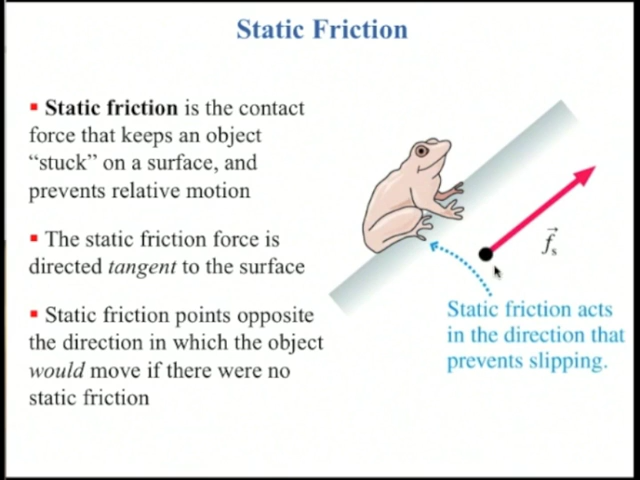 Static Friction
▪ Static friction is the contact
force that keeps an object
“stuck” on a surface, and
prevents relative motion
▪ The static friction force is
directed tangent to the surface
▪ Static friction points opposite
the direction in which the object
would move if there were no
static friction
f⃗s
Static friction acts
in the direction that
prevents slipping.